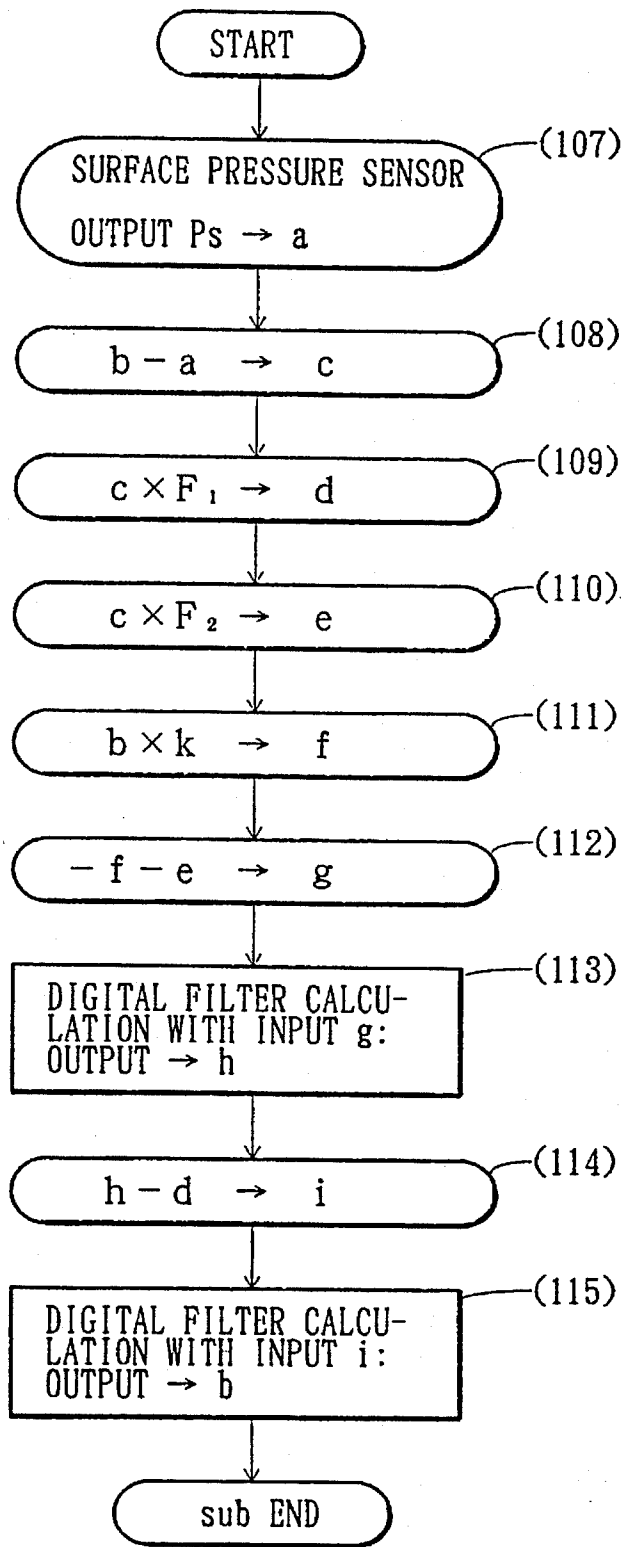 START
(107)
SURFACE PRESSURE SENSOR
OUTPUT Ps → a
(108)
b - a → c
(109)
c × F₁ → d
(110)
c × F₂ → e
(111)
b × k → f
(112)
- f - e → g
(113)
DIGITAL FILTER CALCU-
LATION WITH INPUT g:
OUTPUT → h
(114)
h - d → i
(115)
DIGITAL FILTER CALCU-
LATION WITH INPUT i:
OUTPUT → b
sub END